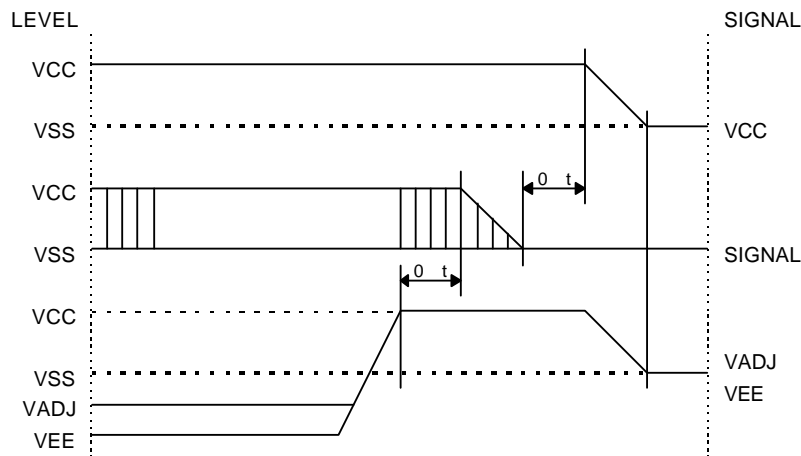 LEVEL SIGNAL
VCC
VSS VCC
VCC 0 t
VSS SIGNAL
0 t
VCC
VSS VADJ
VADJ VEE
VEE